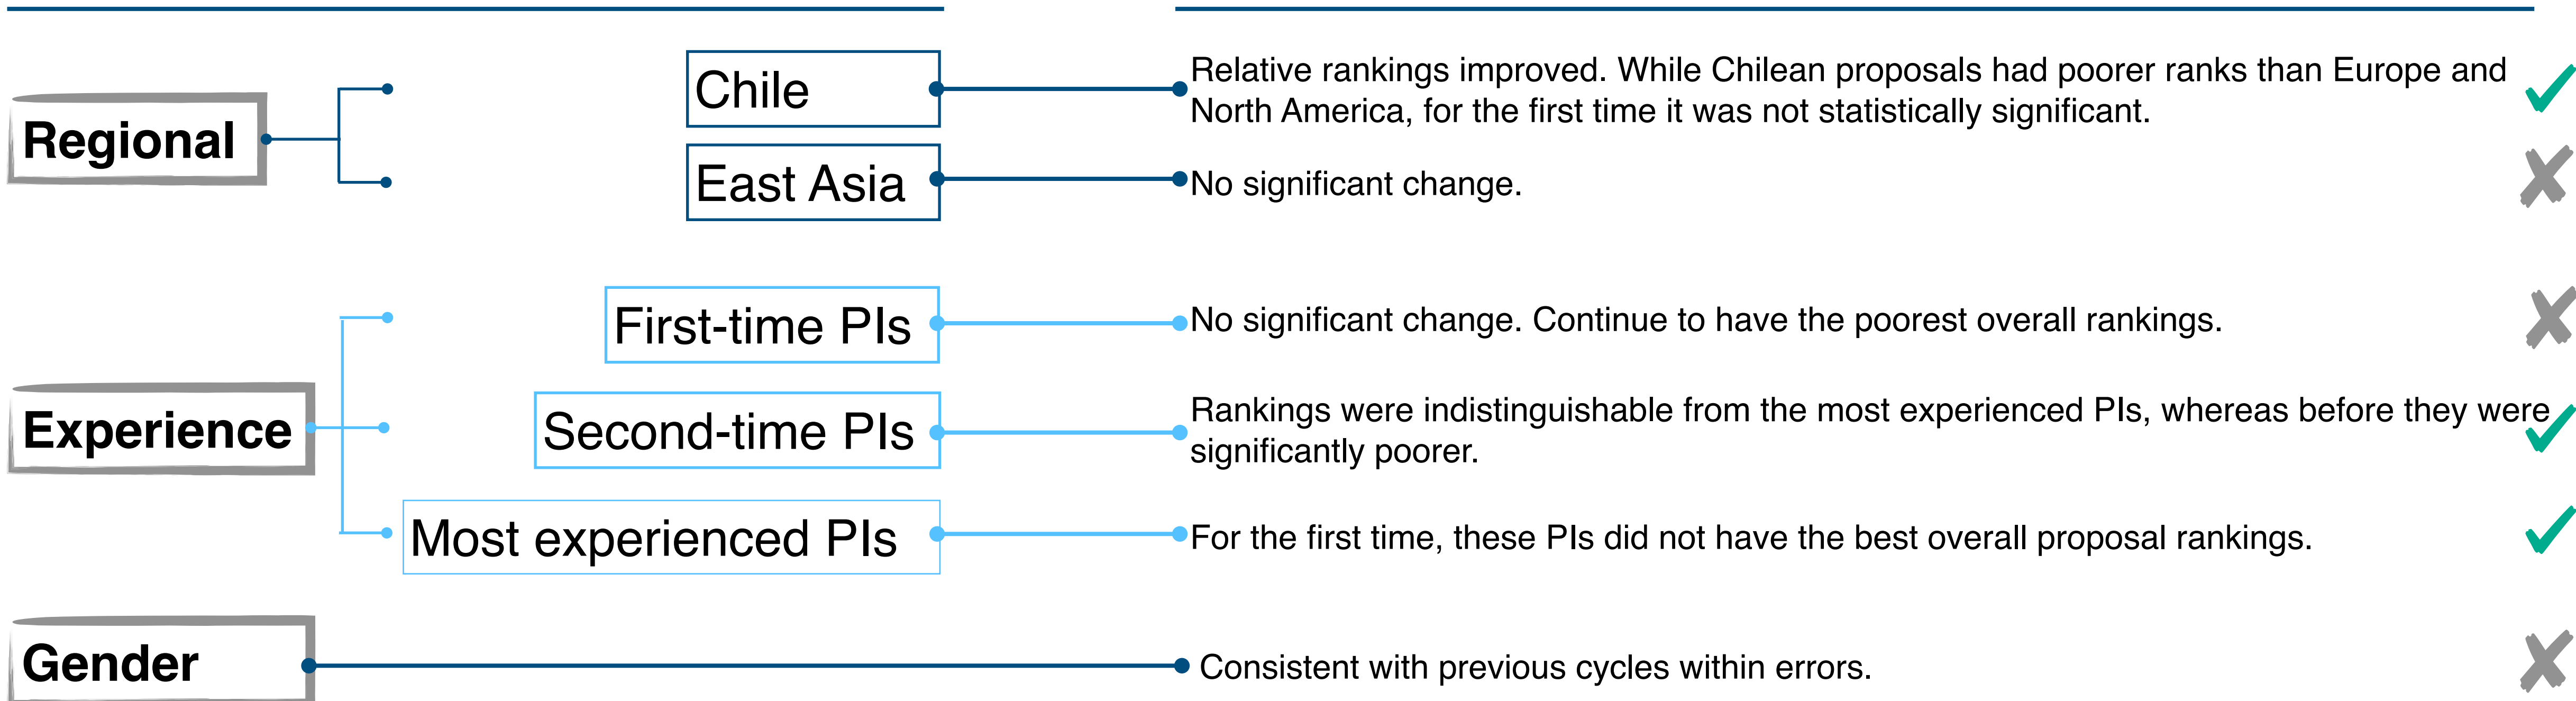 Regional
Chile
Relative rankings improved. While Chilean proposals had poorer ranks than Europe and
North America, for the first time it was not statistically significant.
East Asia
No significant change.
Experience
First-time PIs
No significant change. Continue to have the poorest overall rankings.
Second-time PIs
Rankings were indistinguishable from the most experienced PIs, whereas before they were
significantly poorer.
Most experienced PIs
For the first time, these PIs did not have the best overall proposal rankings.
Gender
Consistent with previous cycles within errors.